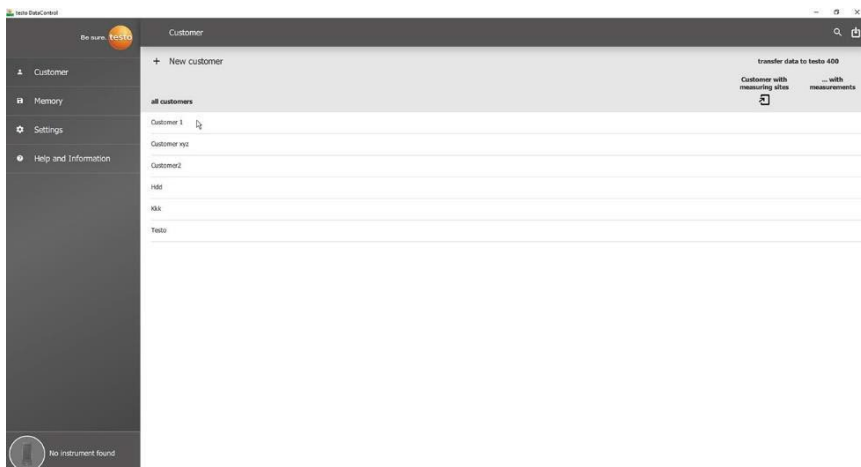 testo DataControl
Be sure. testo
Customer
Customer
Memory
Settings
Help and Information
+ New customer
transfer data to testo 400
Customer with measuring sites
... with measurements
all customers
Customer 1
Customer xyz
Customer2
Hdd
Kkk
Testo
No instrument found